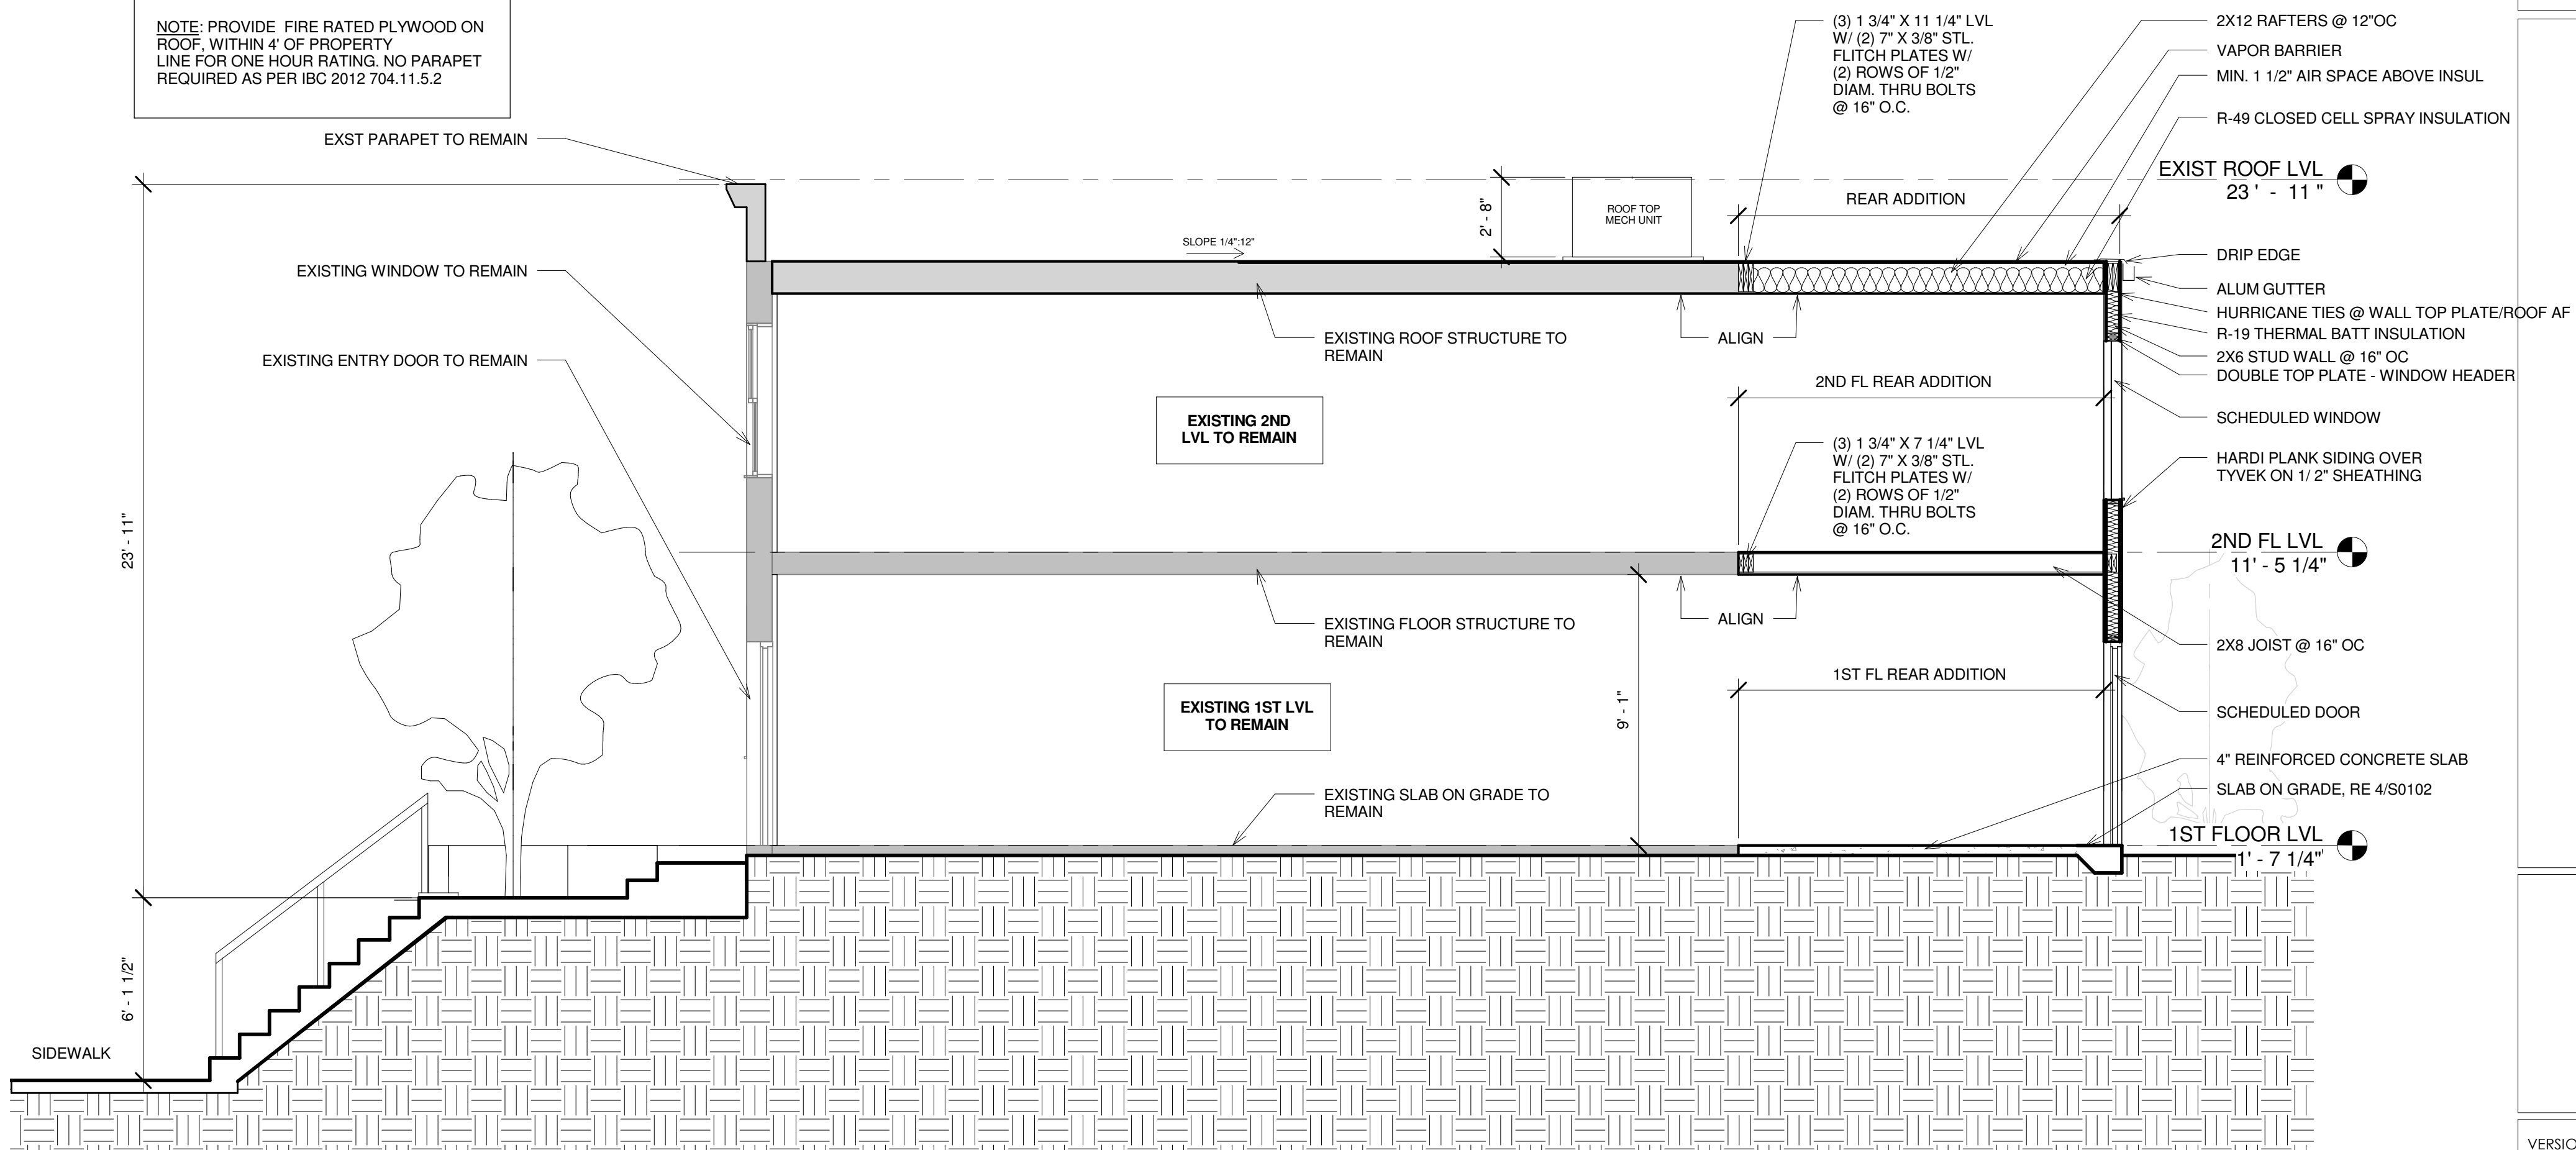 NOTE: PROVIDE FIRE RATED PLYWOOD ON
ROOF, WITHIN 4' OF PROPERTY
LINE FOR ONE HOUR RATING. NO PARAPET
REQUIRED AS PER IBC 2012 704.11.5.2
EXST PARAPET TO REMAIN
EXISTING WINDOW TO REMAIN
EXISTING ENTRY DOOR TO REMAIN
23' - 11"
6' - 1 1/2"
SIDEWALK
SLOPE 1/4":12"
2' - 8"
ROOF TOP
MECH UNIT
(3) 1 3/4" X 11 1/4" LVL
W/ (2) 7" X 3/8" STL.
FLITCH PLATES W/
(2) ROWS OF 1/2"
DIAM. THRU BOLTS
@ 16" O.C.
REAR ADDITION
EXISTING ROOF STRUCTURE TO
REMAIN
ALIGN
EXISTING 2ND
LVL TO REMAIN
2ND FL REAR ADDITION
(3) 1 3/4" X 7 1/4" LVL
W/ (2) 7" X 3/8" STL.
FLITCH PLATES W/
(2) ROWS OF 1/2"
DIAM. THRU BOLTS
@ 16" O.C.
EXISTING FLOOR STRUCTURE TO
REMAIN
ALIGN
EXISTING 1ST LVL
TO REMAIN
9' - 1"
1ST FL REAR ADDITION
EXISTING SLAB ON GRADE TO
REMAIN
2X12 RAFTERS @ 12"OC
VAPOR BARRIER
MIN. 1 1/2" AIR SPACE ABOVE INSUL
R-49 CLOSED CELL SPRAY INSULATION
EXIST ROOF LVL
23 ' - 11 "
DRIP EDGE
ALUM GUTTER
HURRICANE TIES @ WALL TOP PLATE/ROOF AF
R-19 THERMAL BATT INSULATION
2X6 STUD WALL @ 16" OC
DOUBLE TOP PLATE - WINDOW HEADER
SCHEDULED WINDOW
HARDI PLANK SIDING OVER
TYVEK ON 1/ 2" SHEATHING
2ND FL LVL
11' - 5 1/4"
2X8 JOIST @ 16" OC
SCHEDULED DOOR
4" REINFORCED CONCRETE SLAB
SLAB ON GRADE, RE 4/S0102
1ST FLOOR LVL
1' - 7 1/4"
VERSIO